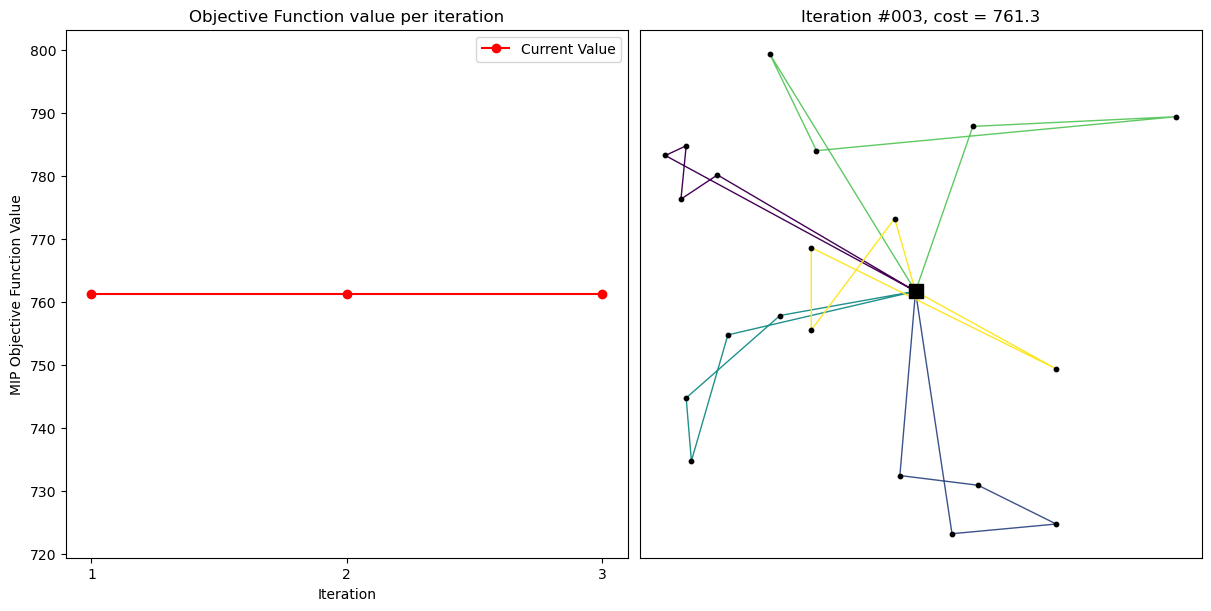 Objective Function value per iteration
Current Value
MIP Objective Function Value
800
790
780
770
760
750
740
730
720
1
2
3
Iteration
Iteration #003, cost = 761.3